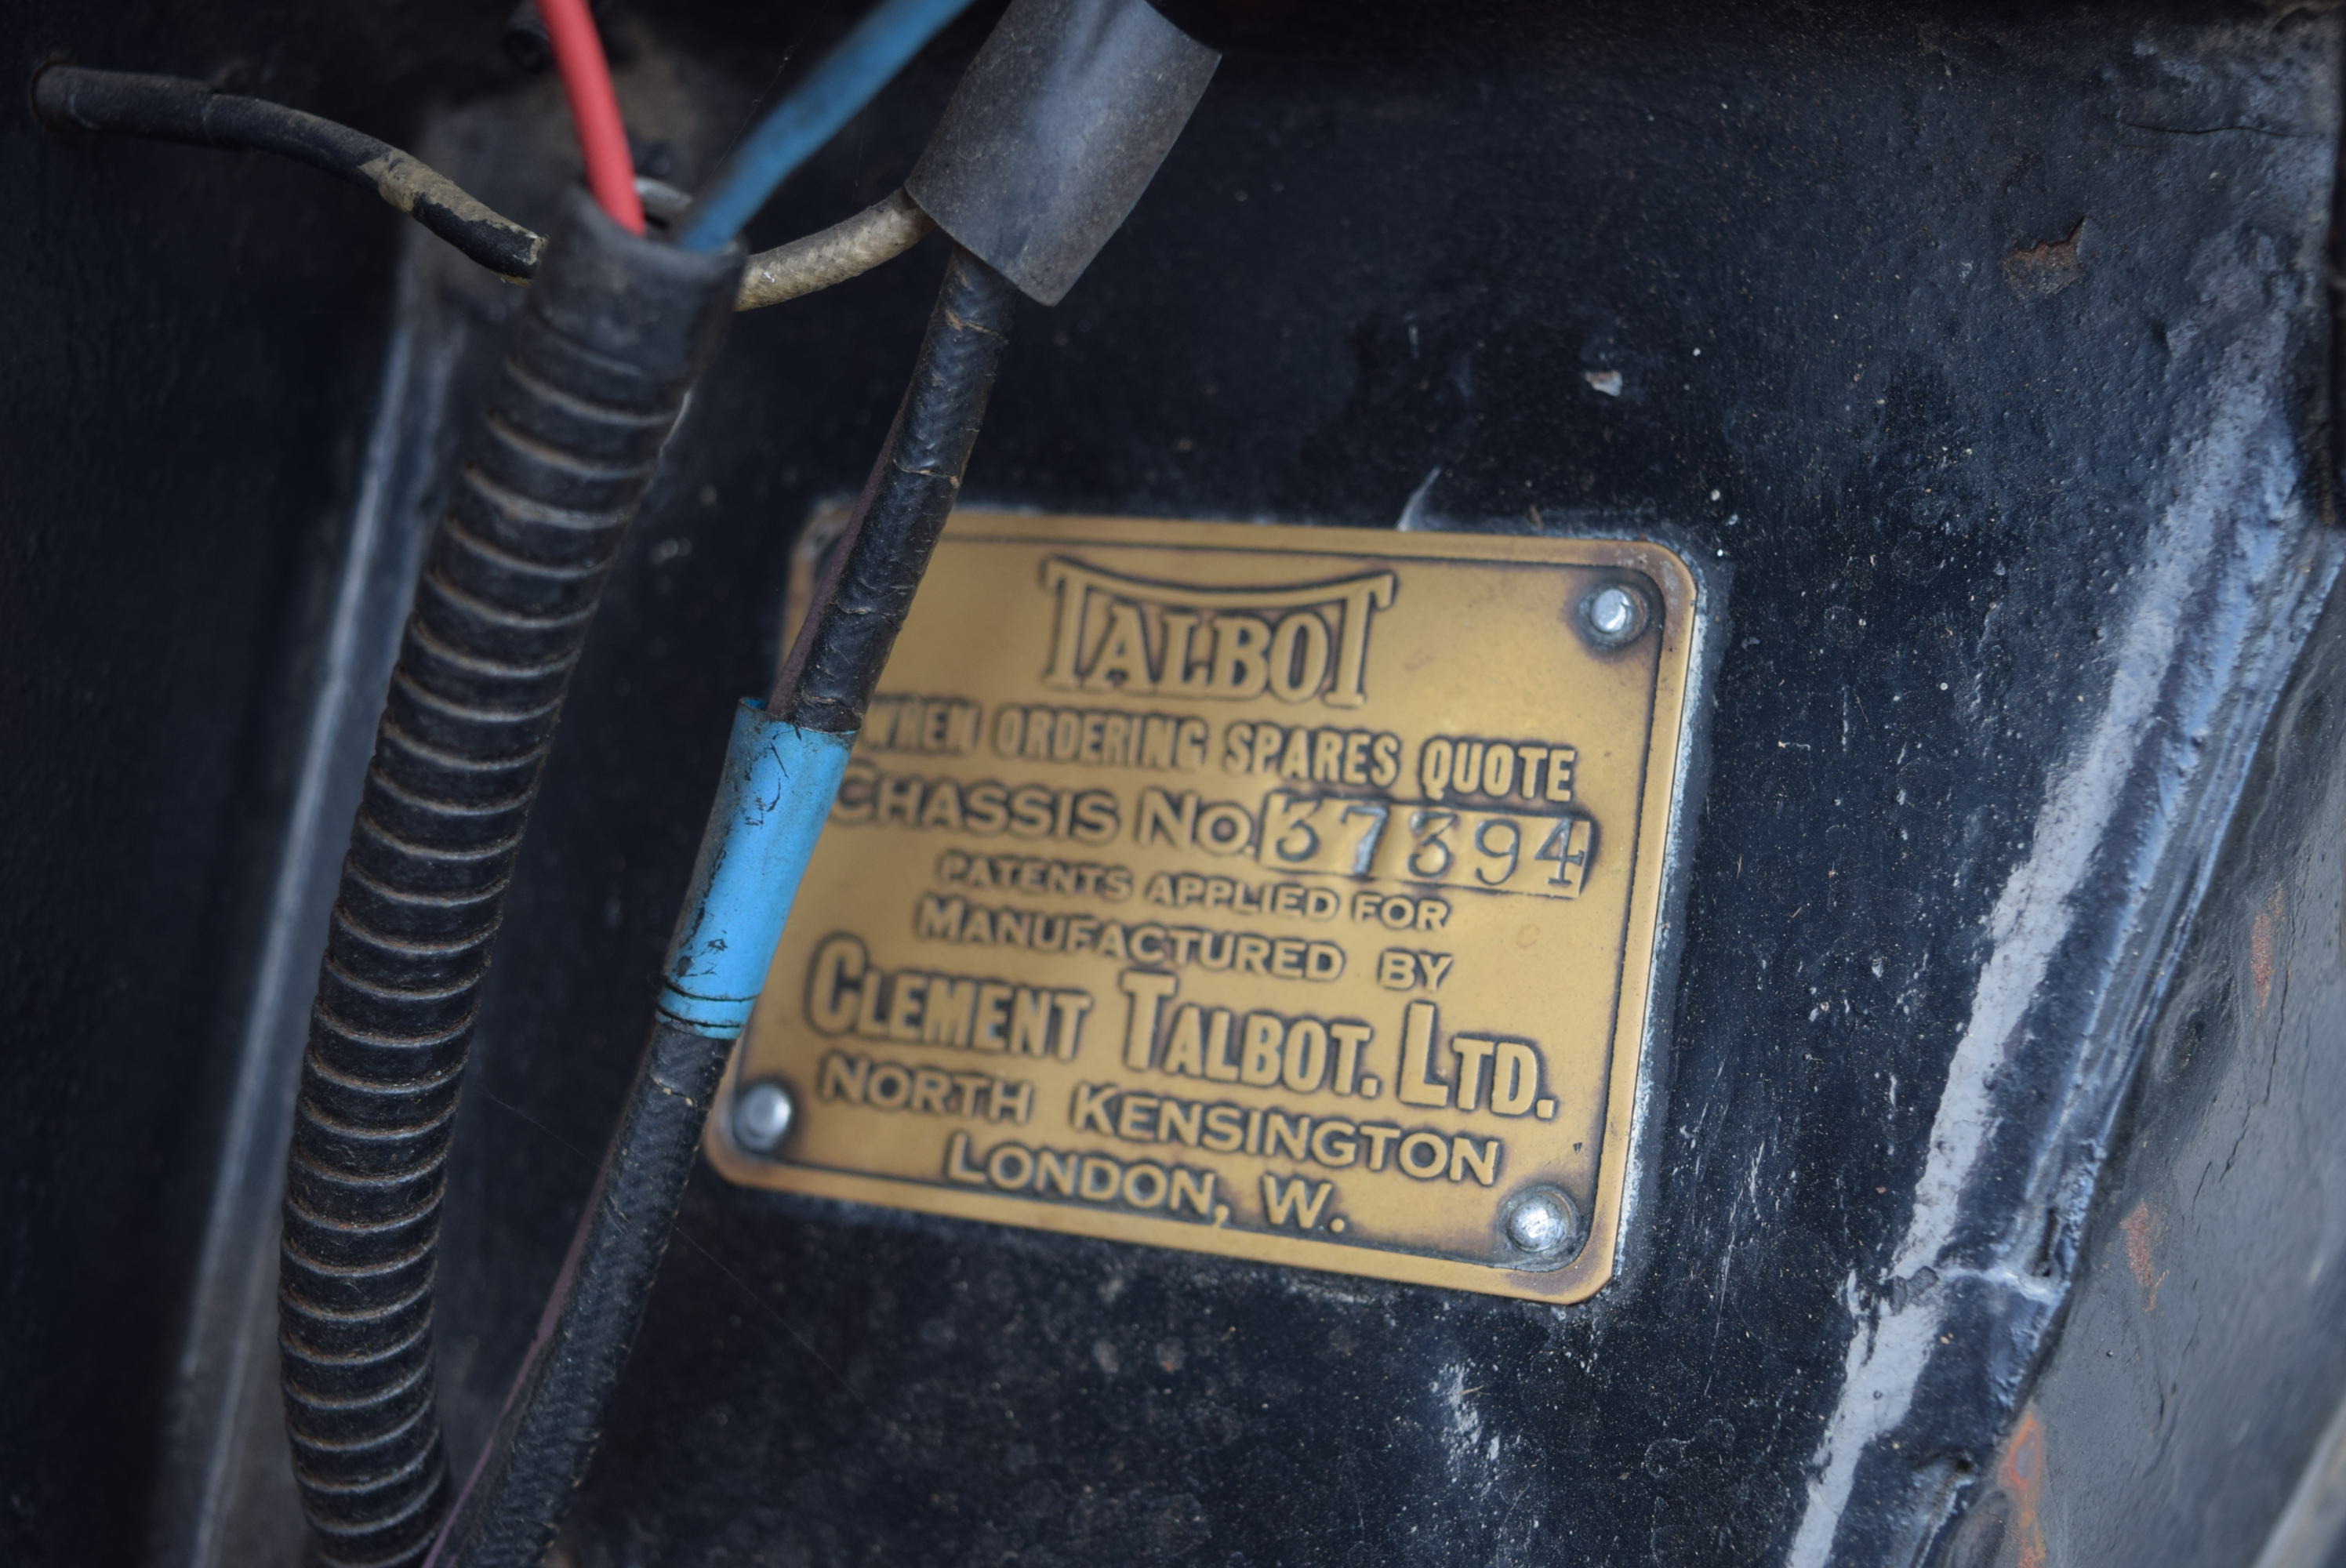 TALBOT
WHEN ORDERING SPARES QUOTE
CHASSIS NO. 37394
PATENTS APPLIED FOR
MANUFACTURED BY
CLEMENT TALBOT. LTD.
NORTH KENSINGTON
LONDON, W.